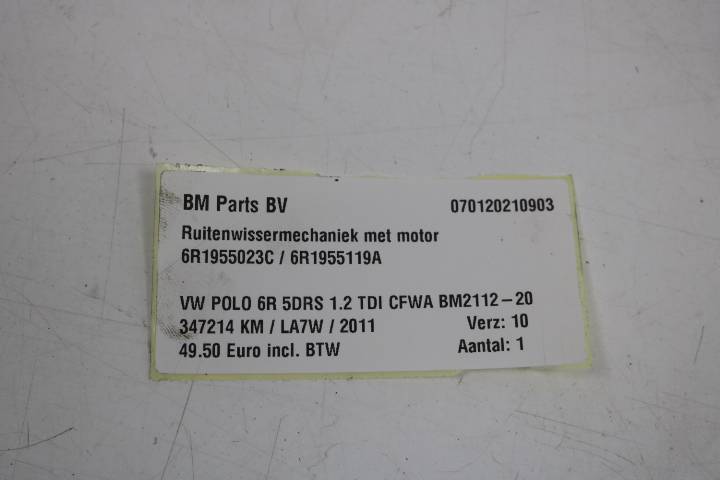 BM Parts BV 070120210903
Ruitenwissermechaniek met motor
6R1955023C / 6R1955119A
VW POLO 6R 5DRS 1.2 TDI CFWA BM2112-20
347214 KM / LA7W / 2011 Verz: 10
49.50 Euro incl. BTW Aantal: 1